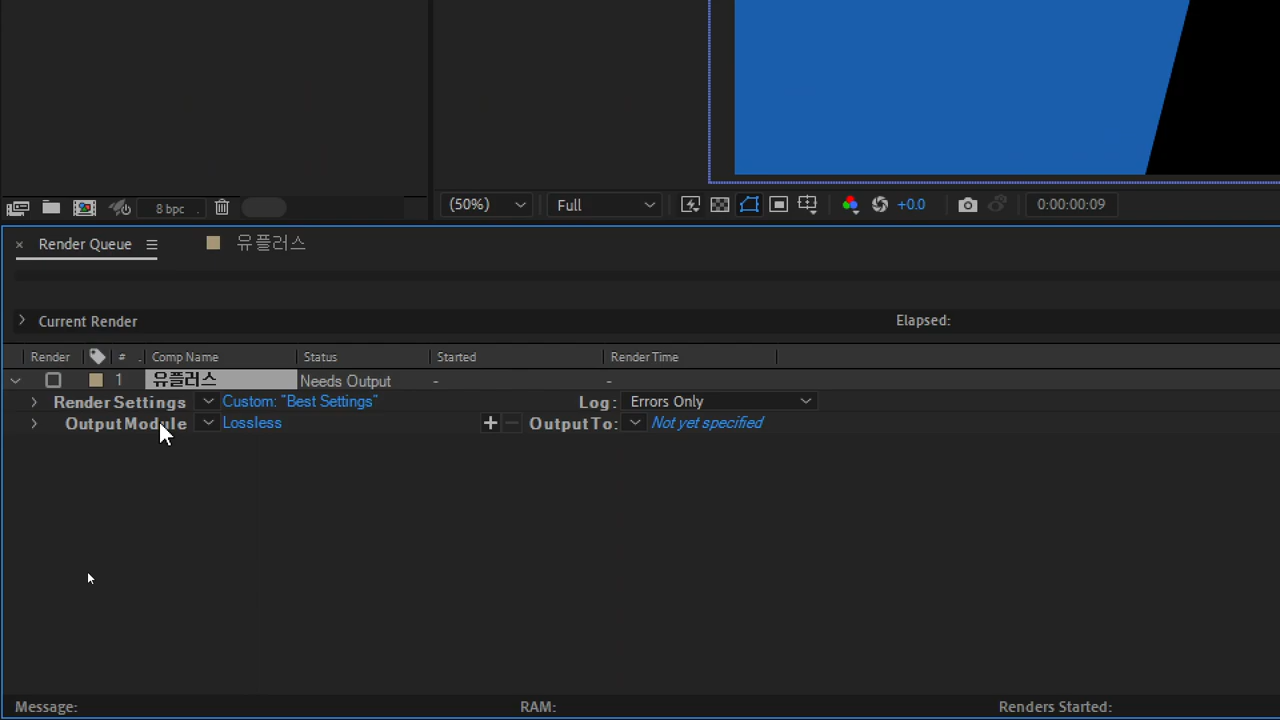 8 bpc
(50%) Full +0.0 0:00:00:09
× Render Queue 유플러스
Current Render Elapsed:
Render # . Comp Name Status Started Render Time
1 유플러스 Needs Output - -
Render Settings Custom: "Best Settings" Log: Errors Only
Output Module Lossless + − Output To: Not yet specified
Message: RAM: Renders Started: